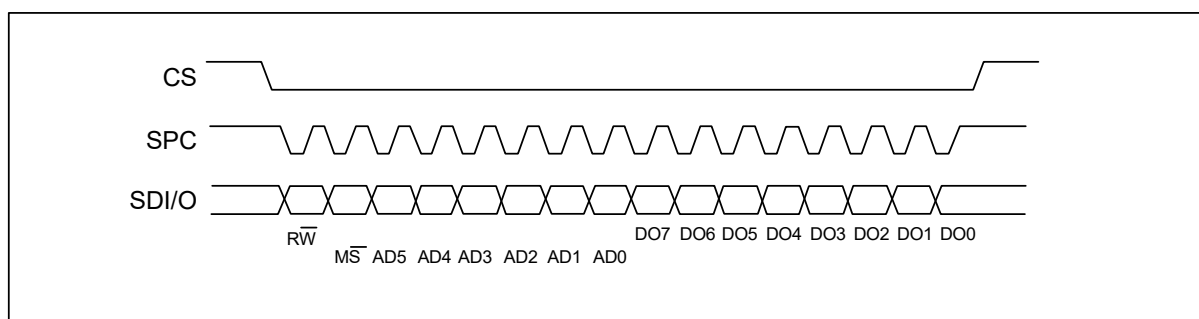 CS
SPC
SDI/O
RW̅
DO7 DO6 DO5 DO4 DO3 DO2 DO1 DO0
MS̅ AD5 AD4 AD3 AD2 AD1 AD0